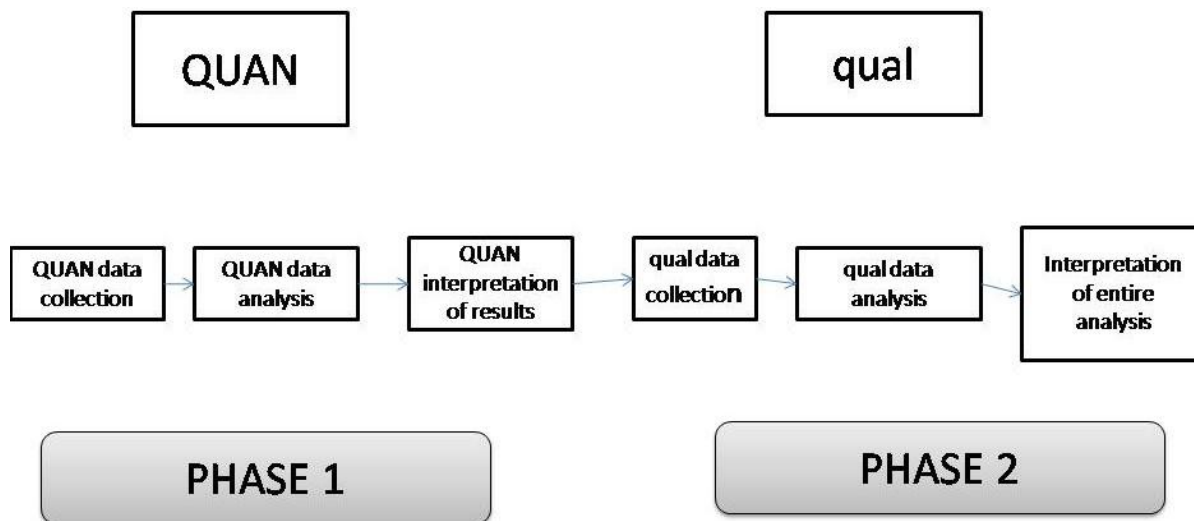 QUAN
qual
QUAN data
collection
QUAN data
analysis
QUAN
interpretation
of results
qual data
collection
qual data
analysis
Interpretation
of entire
analysis
PHASE 1
PHASE 2